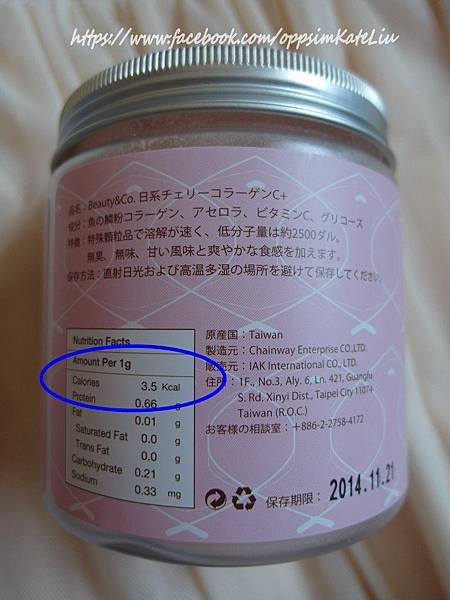 https://www.facebook.com/oppsimKateLiu
品名：Beauty&Co. 日系チェリーコラーゲンC+
成分：魚の鱗粉コラーゲン、アセロラ、ビタミンC、グリコース
特徴：特殊顆粒品で溶解が速く、低分子量は約2500ダル。
無臭、無味、甘い風味と爽やかな食感を加えます。
保存方法：直射日光および高温多湿の場所を避けて保存してください。
Nutrition Facts
Amount Per 1g
Calories 3.5 Kcal
Protein 0.66 g
Fat 0.01 g
Saturated Fat 0.0 g
Trans Fat 0.0 g
Carbohydrate 0.21 g
Sodium 0.33 mg
原産国：Taiwan
製造元：Chainway Enterprise CO.,LTD.
販売元：IAK International CO., LTD.
住所：1F., No.3, Aly. 6, Ln. 421, Guangfu
S. Rd. Xinyi Dist., Taipei City 11074
Taiwan (R.O.C.)
お客様の相談室：+886-2-2758-4172
保存期限：2014.11.21